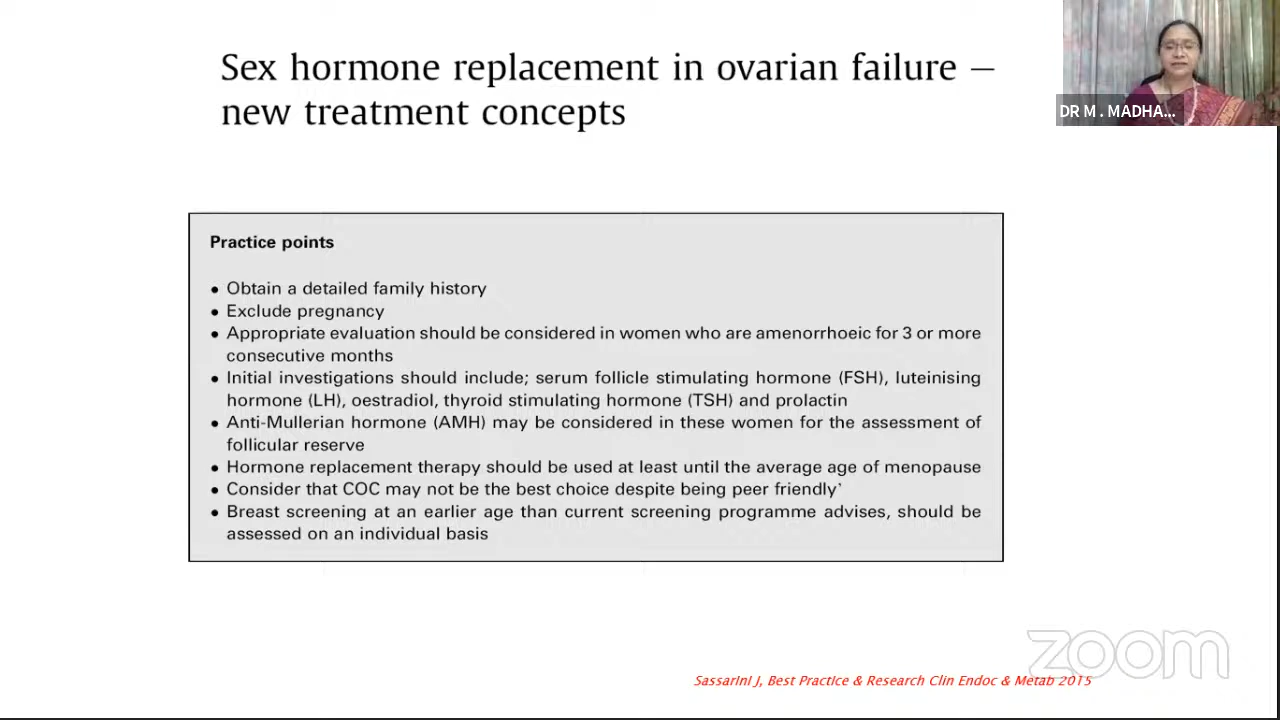 Sex hormone replacement in ovarian failure —
new treatment concepts
DR M . MADHA...
Practice points
• Obtain a detailed family history
• Exclude pregnancy
• Appropriate evaluation should be considered in women who are amenorrhoeic for 3 or more
consecutive months
• Initial investigations should include; serum follicle stimulating hormone (FSH), luteinising
hormone (LH), oestradiol, thyroid stimulating hormone (TSH) and prolactin
• Anti-Mullerian hormone (AMH) may be considered in these women for the assessment of
follicular reserve
• Hormone replacement therapy should be used at least until the average age of menopause
• Consider that COC may not be the best choice despite being peer friendly'
• Breast screening at an earlier age than current screening programme advises, should be
assessed on an individual basis
zoom
Sassarini J, Best Practice & Research Clin Endoc & Metab 2015